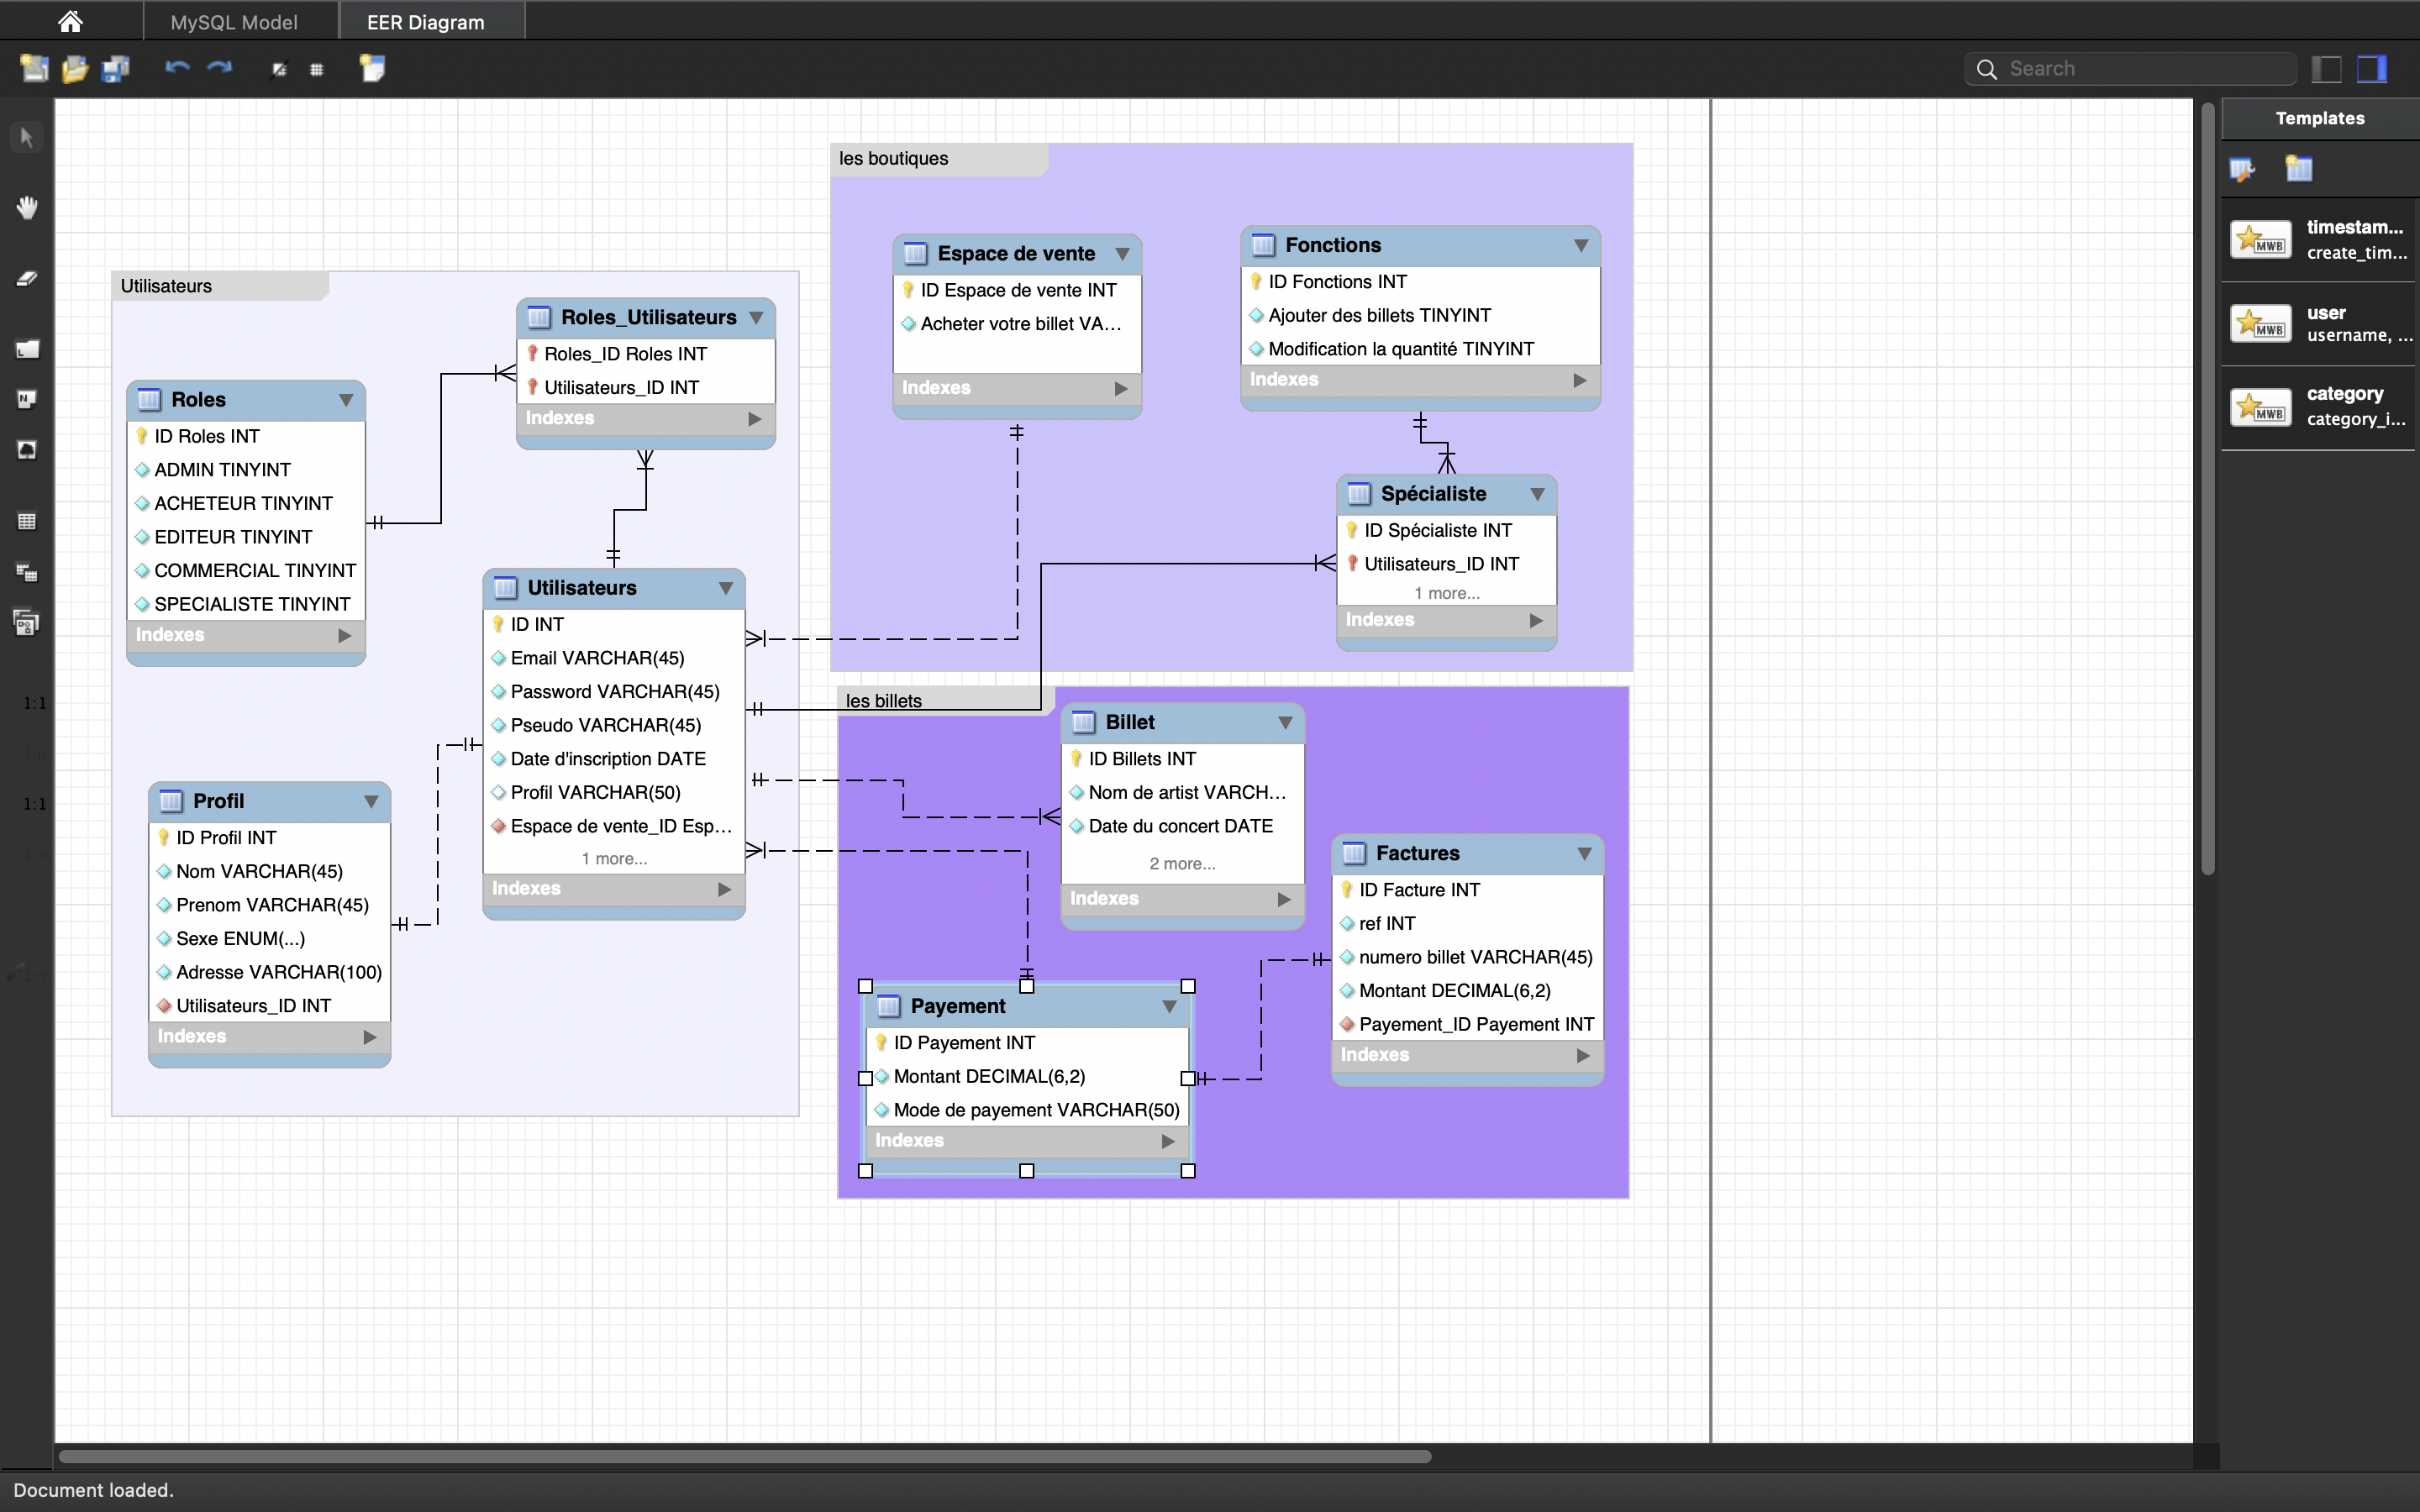 MySQL Model
EER Diagram
Search
Templates
timestam...
create_tim...
user
username, ...
category
category_i...
MWB
MWB
MWB
1:1
1:n
1:1
1:n
1:n
Utilisateurs
Roles
ID Roles INT
ADMIN TINYINT
ACHETEUR TINYINT
EDITEUR TINYINT
COMMERCIAL TINYINT
SPECIALISTE TINYINT
Indexes
Roles_Utilisateurs
Roles_ID Roles INT
Utilisateurs_ID INT
Indexes
Utilisateurs
ID INT
Email VARCHAR(45)
Password VARCHAR(45)
Pseudo VARCHAR(45)
Date d'inscription DATE
Profil VARCHAR(50)
Espace de vente_ID Esp...
1 more...
Indexes
Profil
ID Profil INT
Nom VARCHAR(45)
Prenom VARCHAR(45)
Sexe ENUM(...)
Adresse VARCHAR(100)
Utilisateurs_ID INT
Indexes
les boutiques
Espace de vente
ID Espace de vente INT
Acheter votre billet VA...
Indexes
Fonctions
ID Fonctions INT
Ajouter des billets TINYINT
Modification la quantité TINYINT
Indexes
Spécialiste
ID Spécialiste INT
Utilisateurs_ID INT
1 more...
Indexes
les billets
Billet
ID Billets INT
Nom de artist VARCH...
Date du concert DATE
2 more...
Indexes
Factures
ID Facture INT
ref INT
numero billet VARCHAR(45)
Montant DECIMAL(6,2)
Payement_ID Payement INT
Indexes
Payement
ID Payement INT
Montant DECIMAL(6,2)
Mode de payement VARCHAR(50)
Indexes
Document loaded.